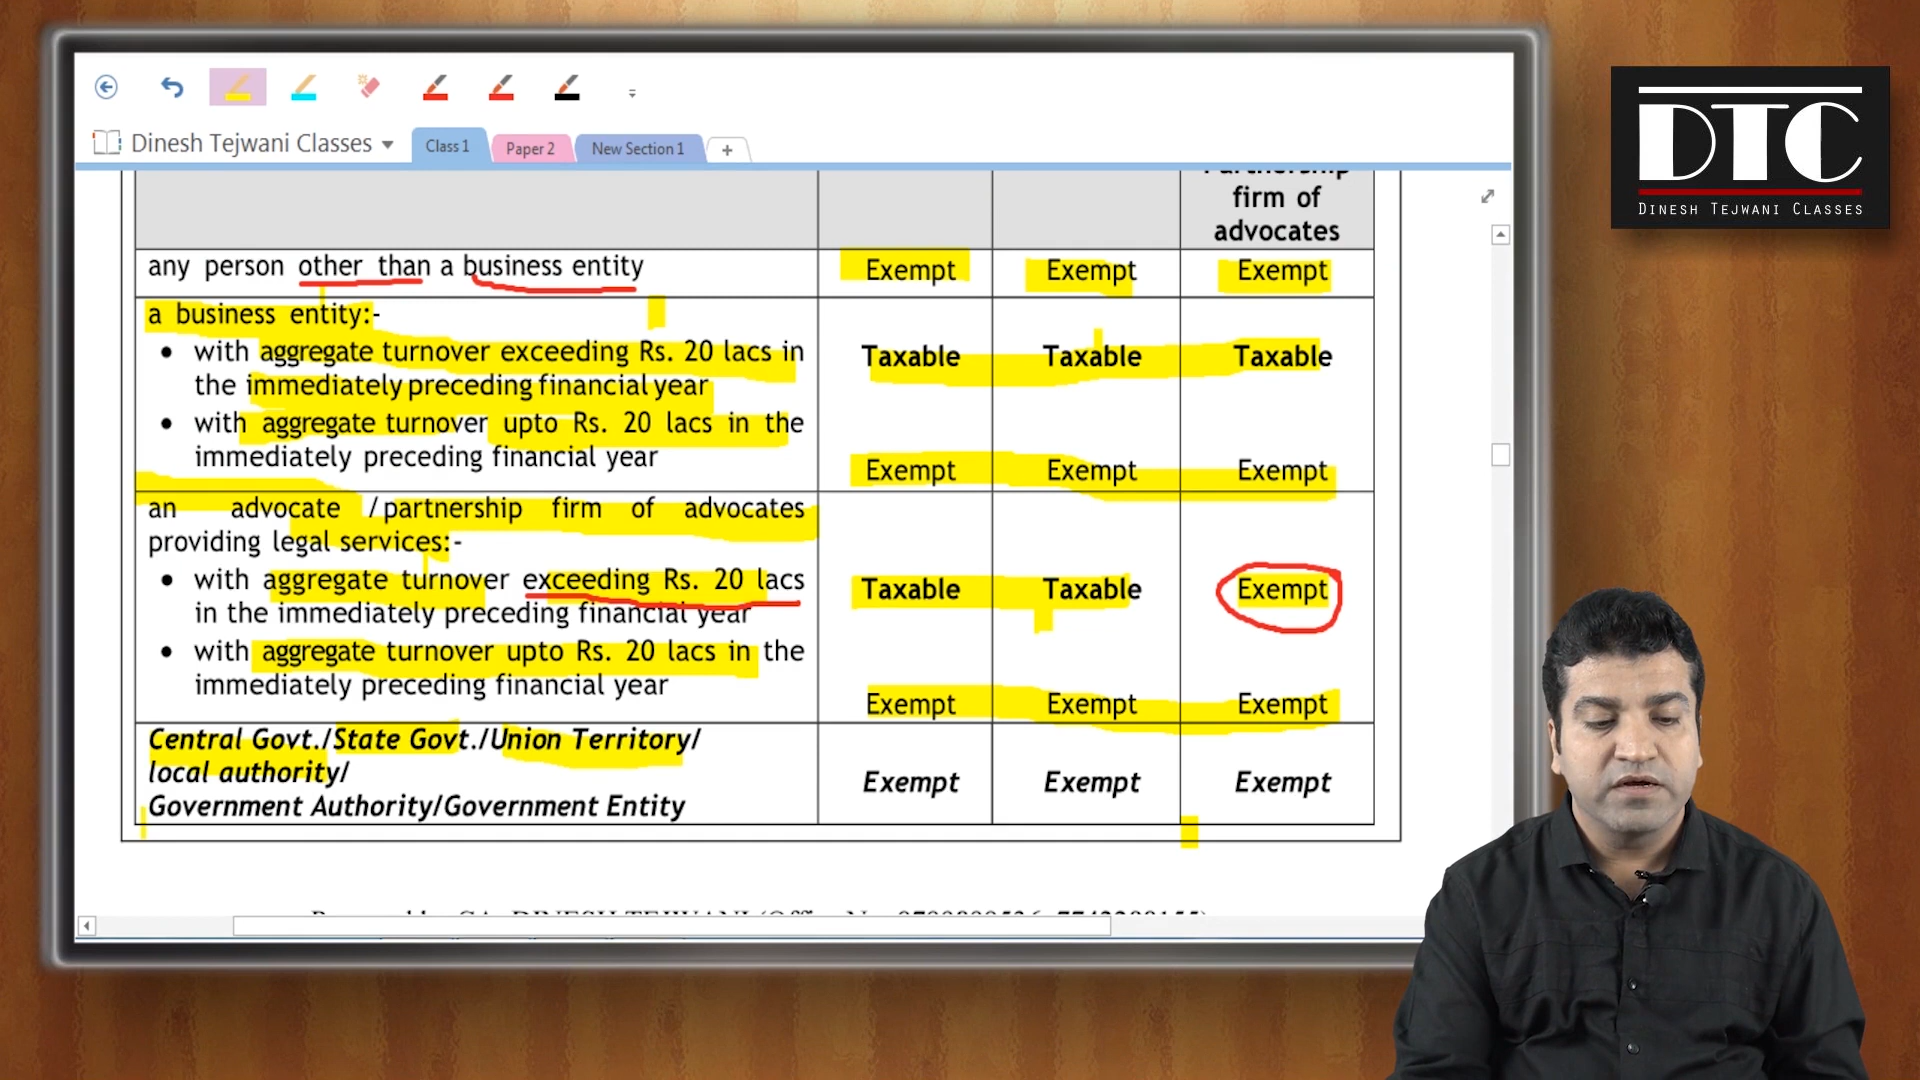 DTC
DINESH TEJWANI CLASSES
Dinesh Tejwani Classes
Class 1
Paper 2
New Section 1
Partnership
firm of
advocates
any person other than a business entity
Exempt
Exempt
Exempt
a business entity:-
• with aggregate turnover exceeding Rs. 20 lacs in
the immediately preceding financial year
Taxable
Taxable
Taxable
• with aggregate turnover upto Rs. 20 lacs in the
immediately preceding financial year
Exempt
Exempt
Exempt
an advocate /partnership firm of advocates
providing legal services:-
• with aggregate turnover exceeding Rs. 20 lacs
in the immediately preceding financial year
Taxable
Taxable
Exempt
• with aggregate turnover upto Rs. 20 lacs in the
immediately preceding financial year
Exempt
Exempt
Exempt
Central Govt./State Govt./Union Territory/
local authority/
Government Authority/Government Entity
Exempt
Exempt
Exempt